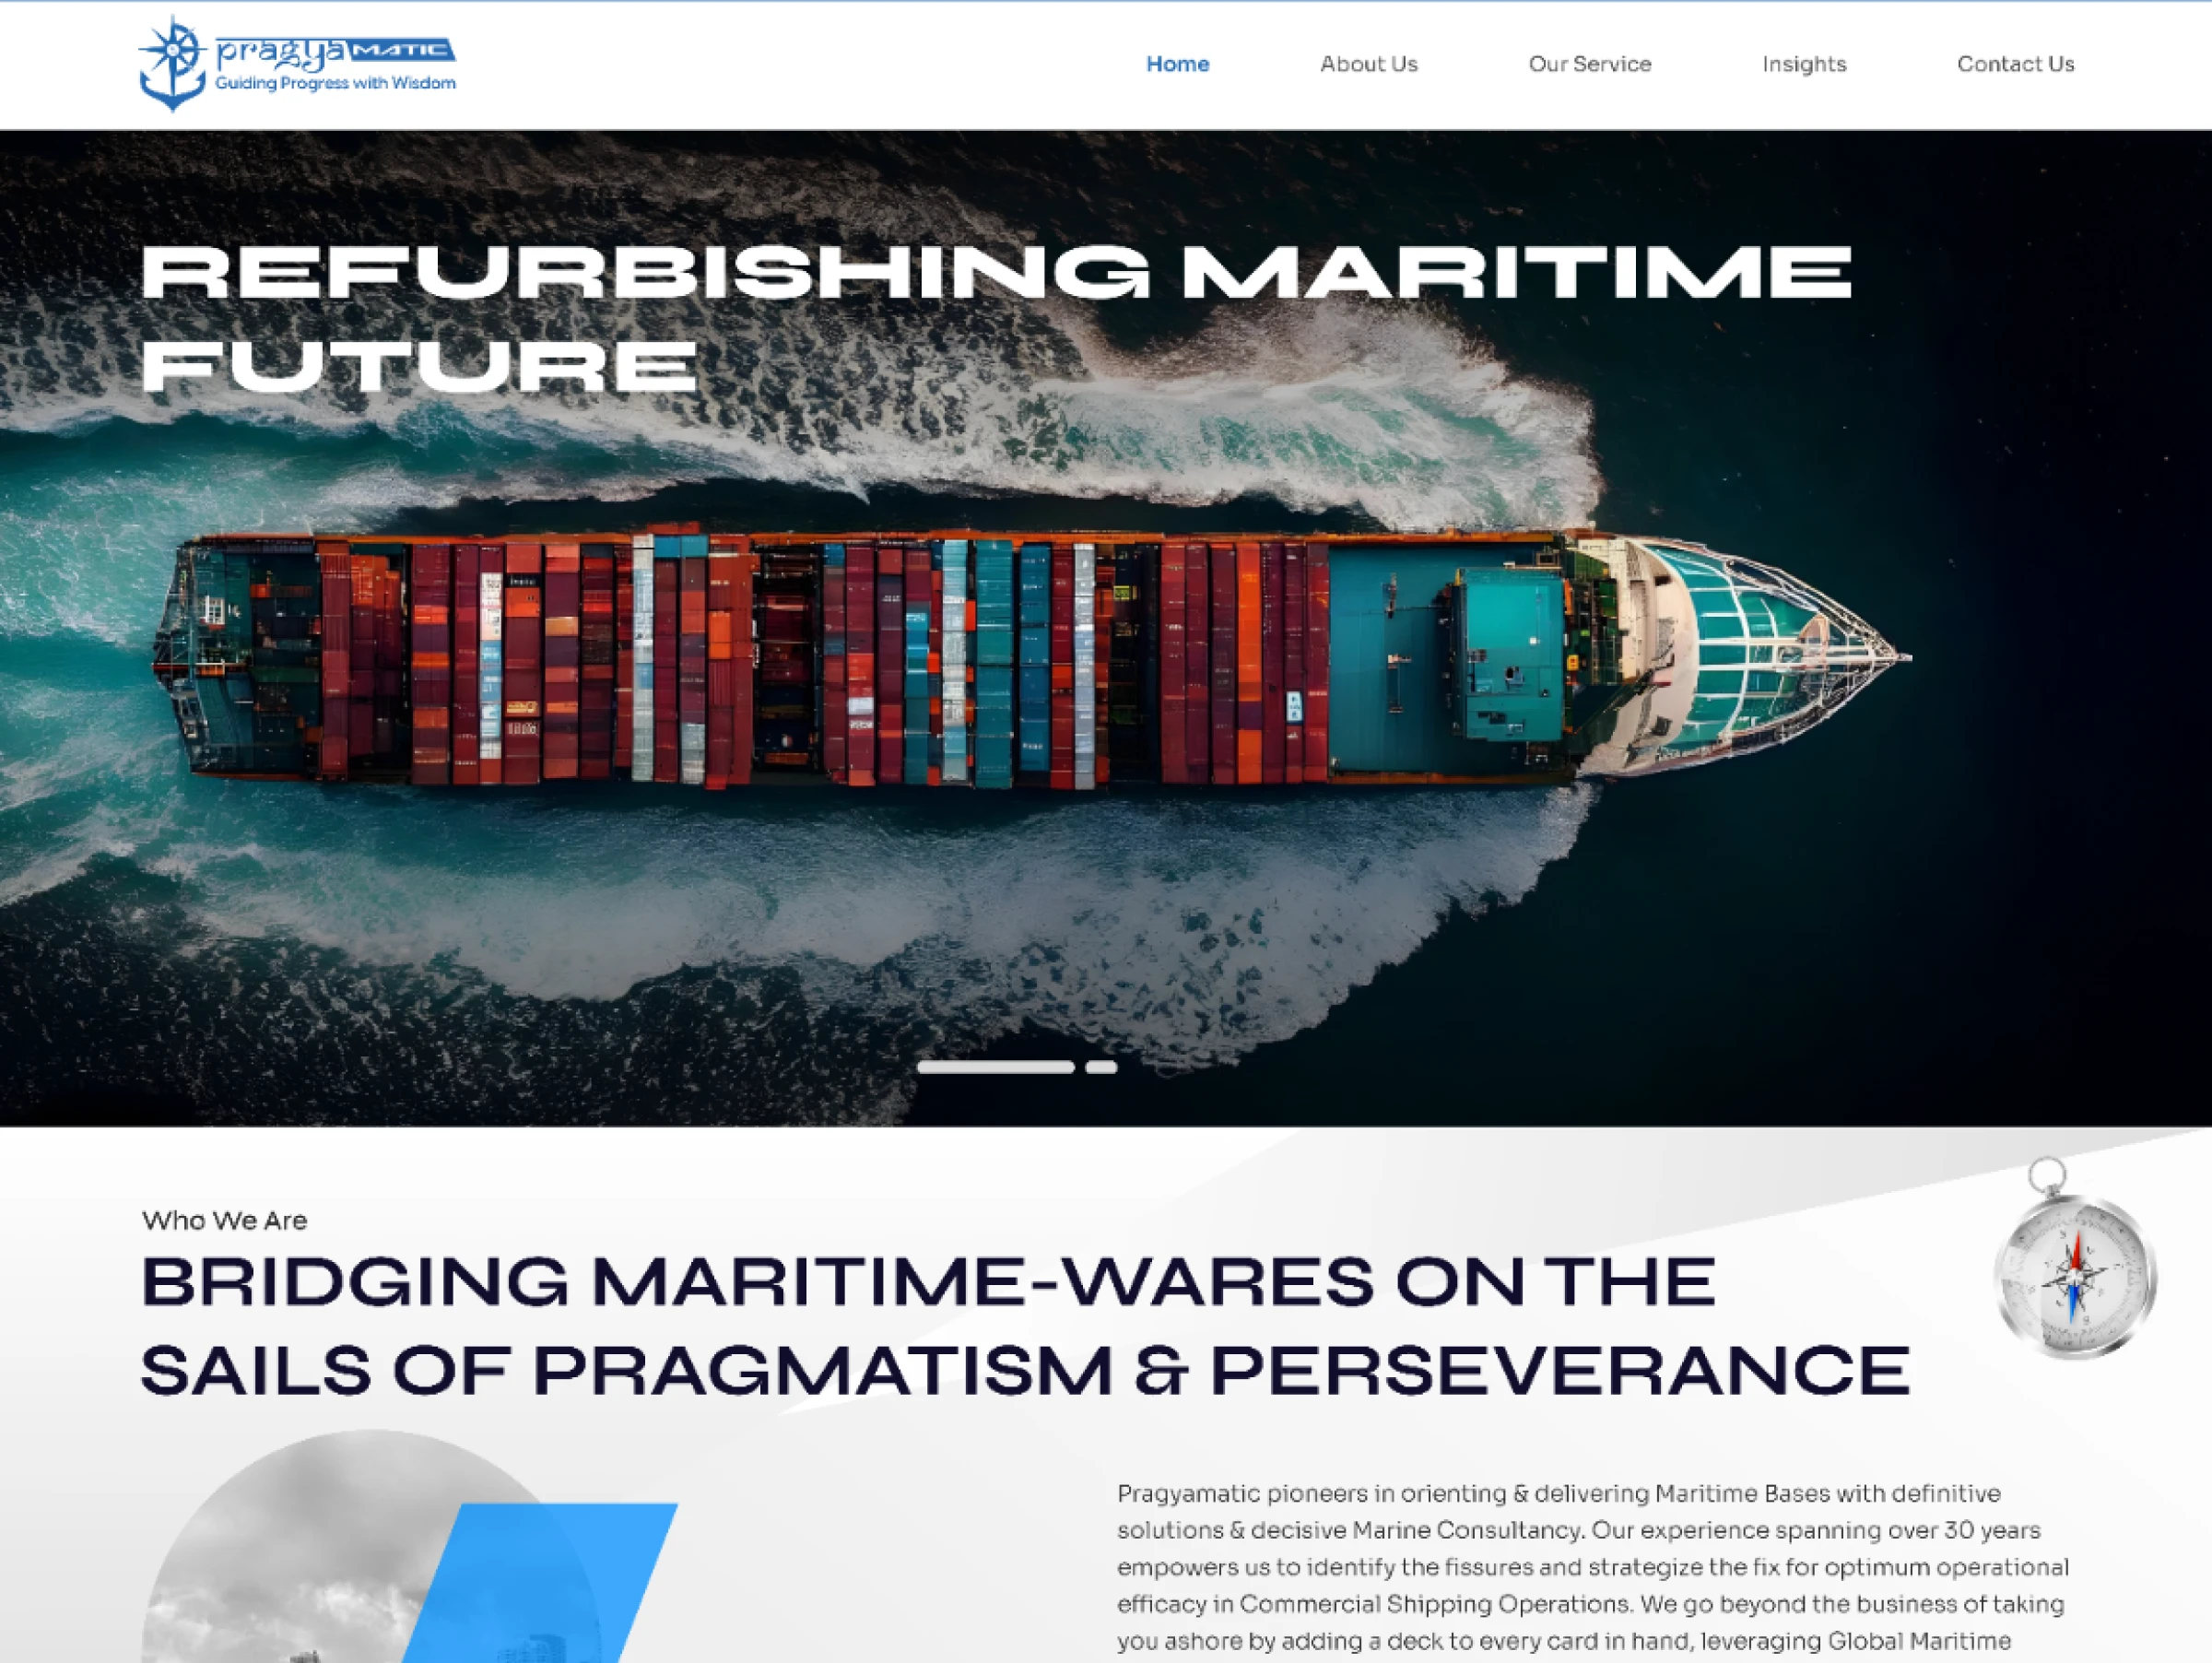 pragyaMATIC
Guiding Progress with Wisdom
Home
About Us
Our Service
Insights
Contact Us
REFURBISHING MARITIME
FUTURE
Who We Are
BRIDGING MARITIME-WARES ON THE
SAILS OF PRAGMATISM & PERSEVERANCE
Pragyamatic pioneers in orienting & delivering Maritime Bases with definitive
solutions & decisive Marine Consultancy. Our experience spanning over 30 years
empowers us to identify the fissures and strategize the fix for optimum operational
efficacy in Commercial Shipping Operations. We go beyond the business of taking
you ashore by adding a deck to every card in hand, leveraging Global Maritime